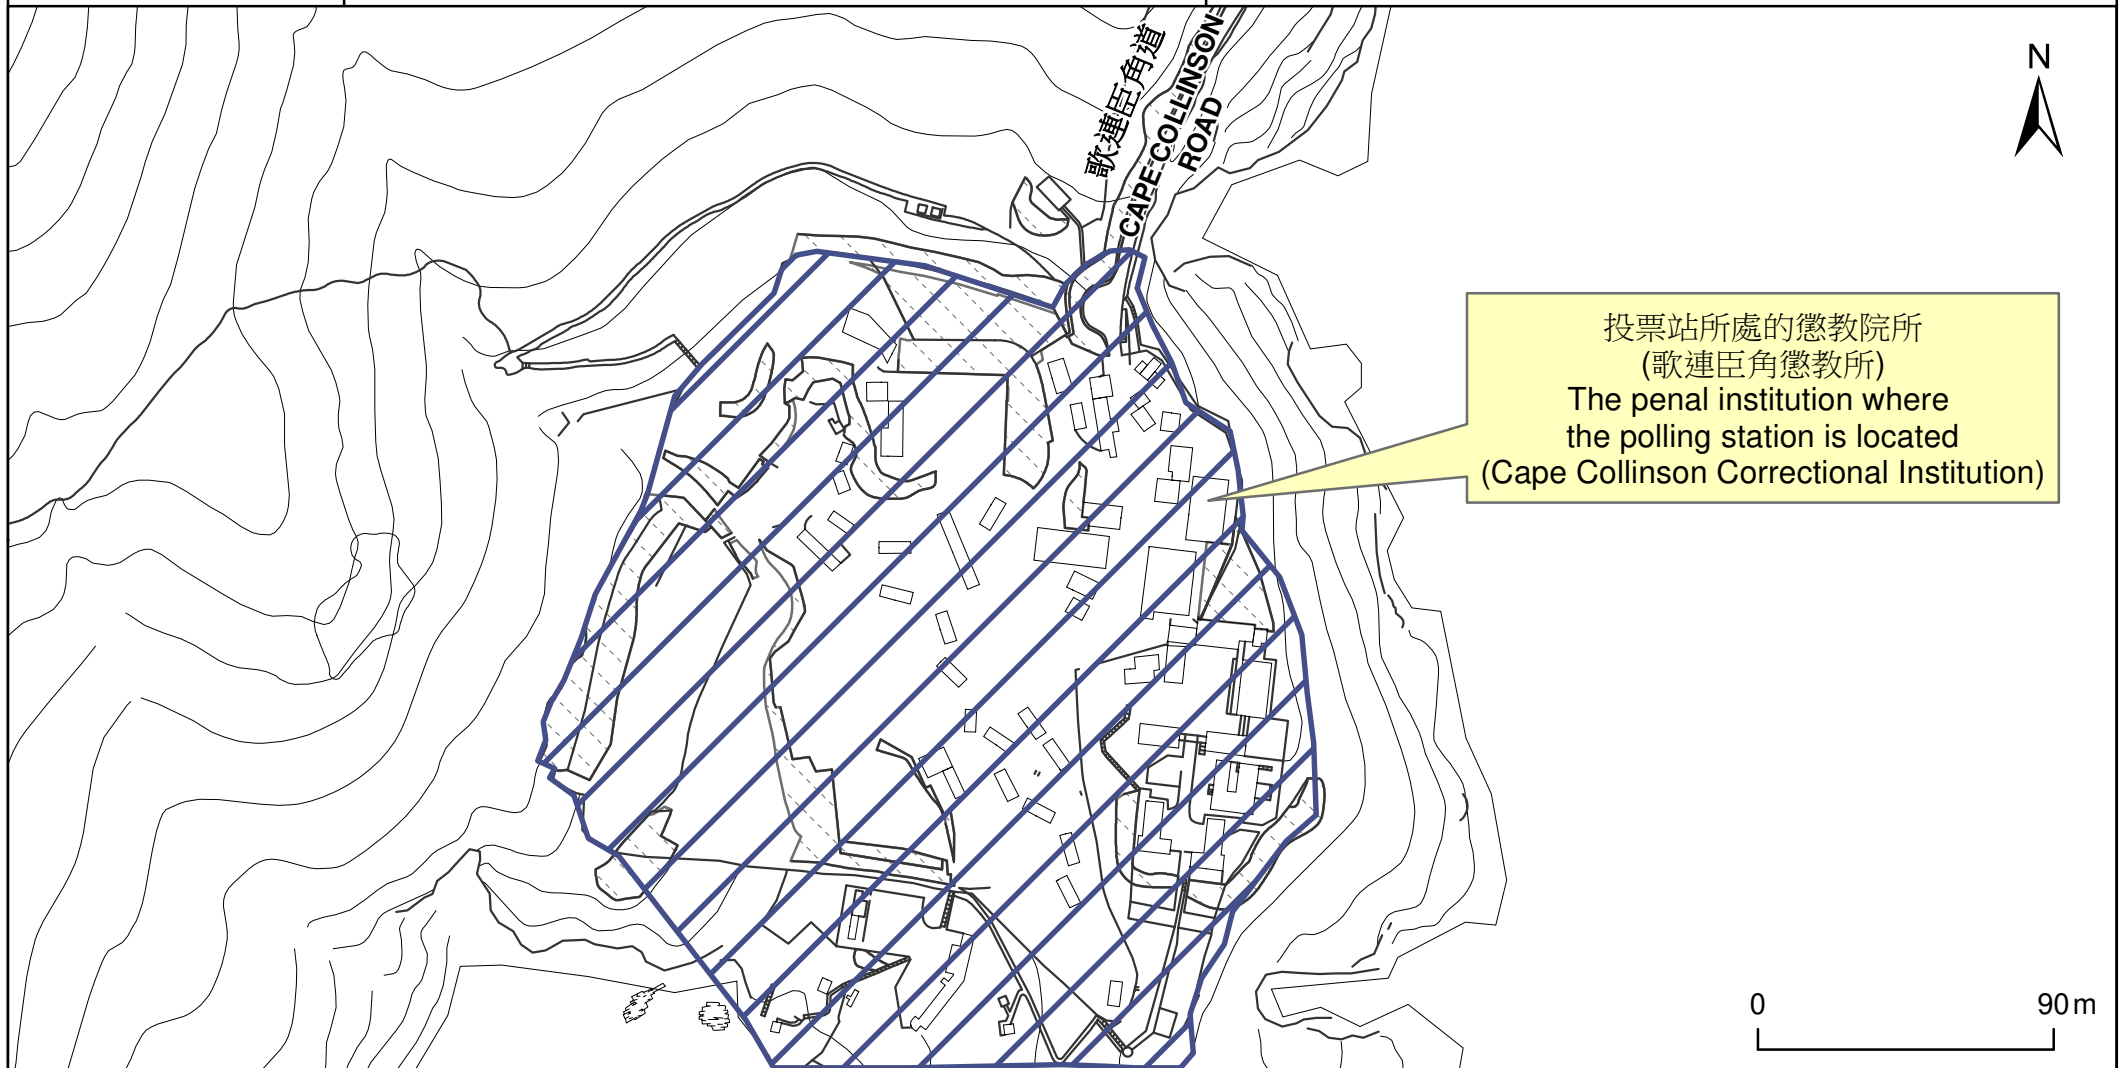 歌連臣角道
CAPE COLLINSON
ROAD
N
投票站所處的懲教院所
(歌連臣角懲教所)
The penal institution where
the polling station is located
(Cape Collinson Correctional Institution)
0
90 m